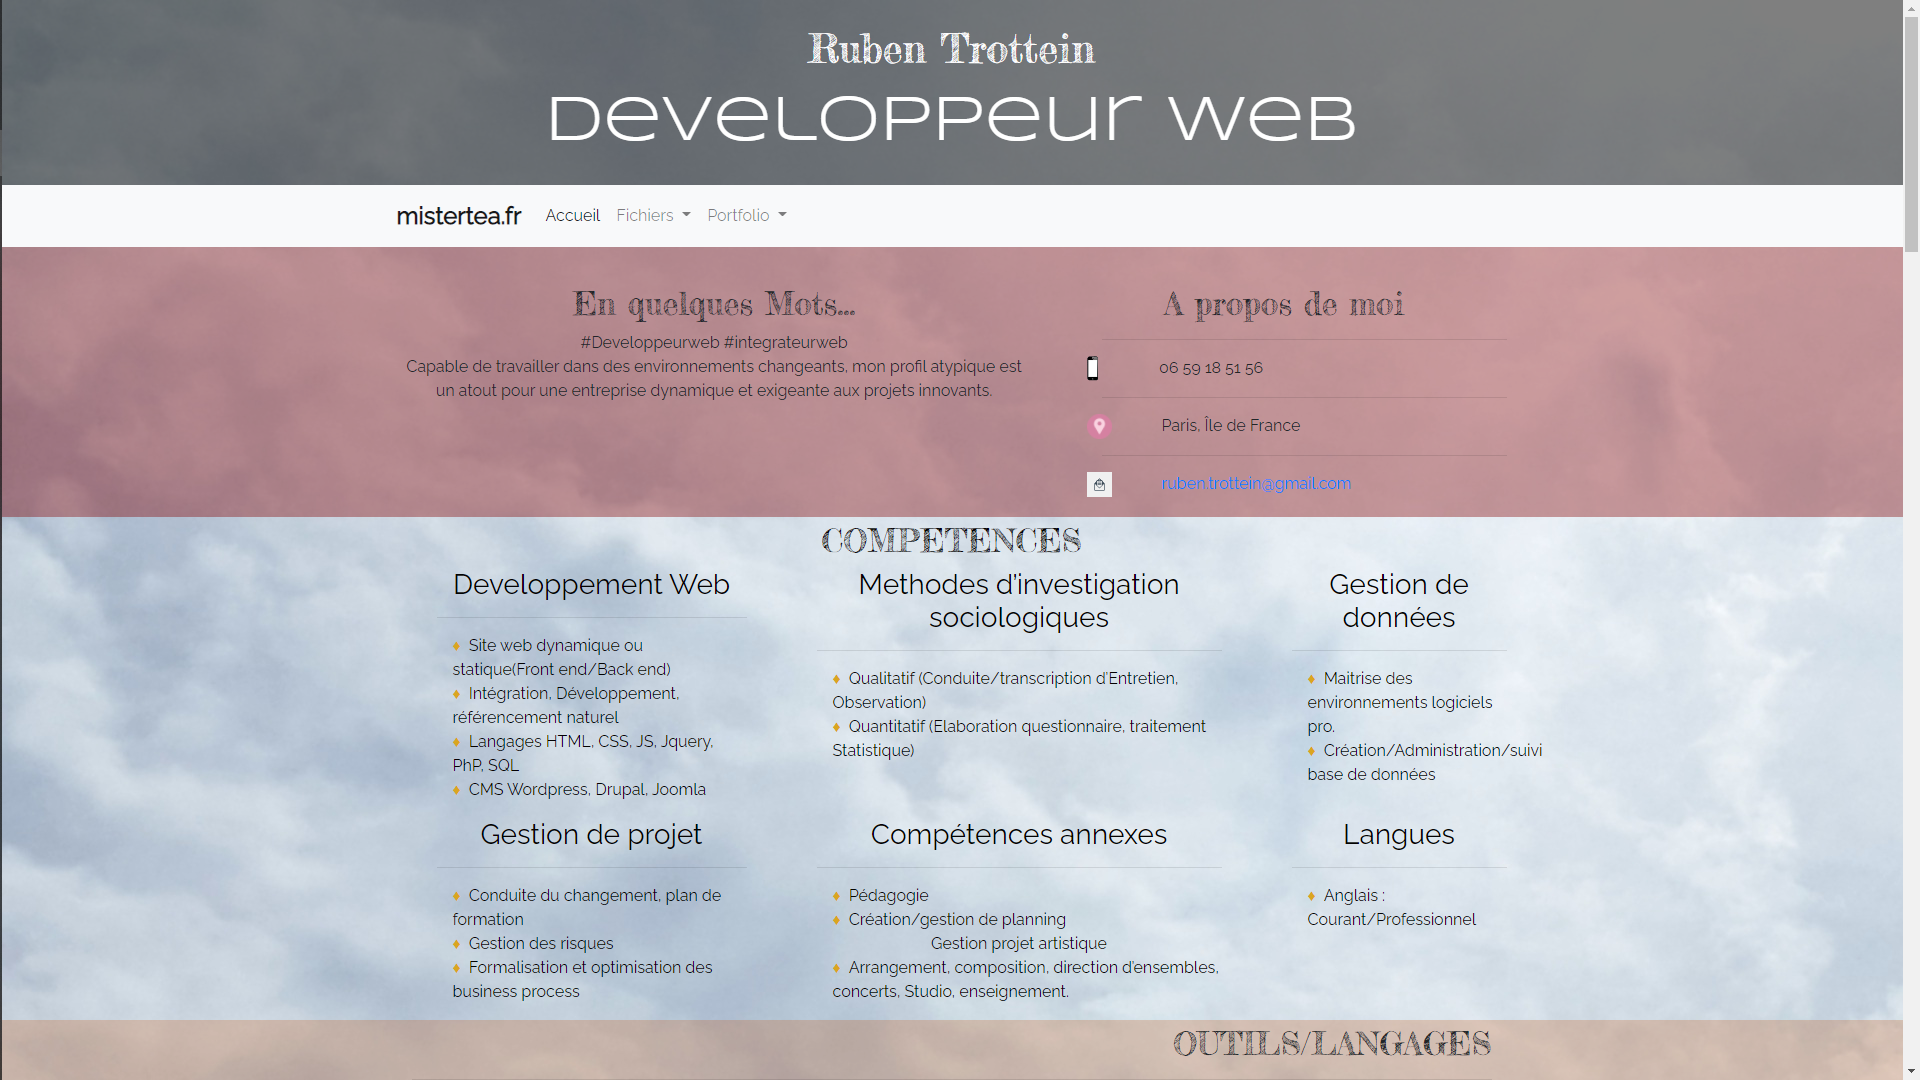 Ruben Trottein
Developpeur Web
mistertea.fr Accueil Fichiers Portfolio
En quelques Mots...
#Developpeurweb #integrateurweb
Capable de travailler dans des environnements changeants, mon profil atypique est
un atout pour une entreprise dynamique et exigeante aux projets innovants.
A propos de moi
06 59 18 51 56
Paris, Île de France
ruben.trottein@gmail.com
COMPETENCES
Developpement Web
♦ Site web dynamique ou
statique(Front end/Back end)
♦ Intégration, Développement,
référencement naturel
♦ Langages HTML, CSS, JS, Jquery,
PhP, SQL
♦ CMS Wordpress, Drupal, Joomla
Methodes d'investigation
sociologiques
♦ Qualitatif (Conduite/transcription d'Entretien,
Observation)
♦ Quantitatif (Elaboration questionnaire, traitement
Statistique)
Gestion de
données
♦ Maitrise des
environnements logiciels
pro.
♦ Création/Administration/suivi
base de données
Gestion de projet
♦ Conduite du changement, plan de
formation
♦ Gestion des risques
♦ Formalisation et optimisation des
business process
Compétences annexes
♦ Pédagogie
♦ Création/gestion de planning
Gestion projet artistique
♦ Arrangement, composition, direction d'ensembles,
concerts, Studio, enseignement.
Langues
♦ Anglais :
Courant/Professionnel
OUTILS/LANGAGES